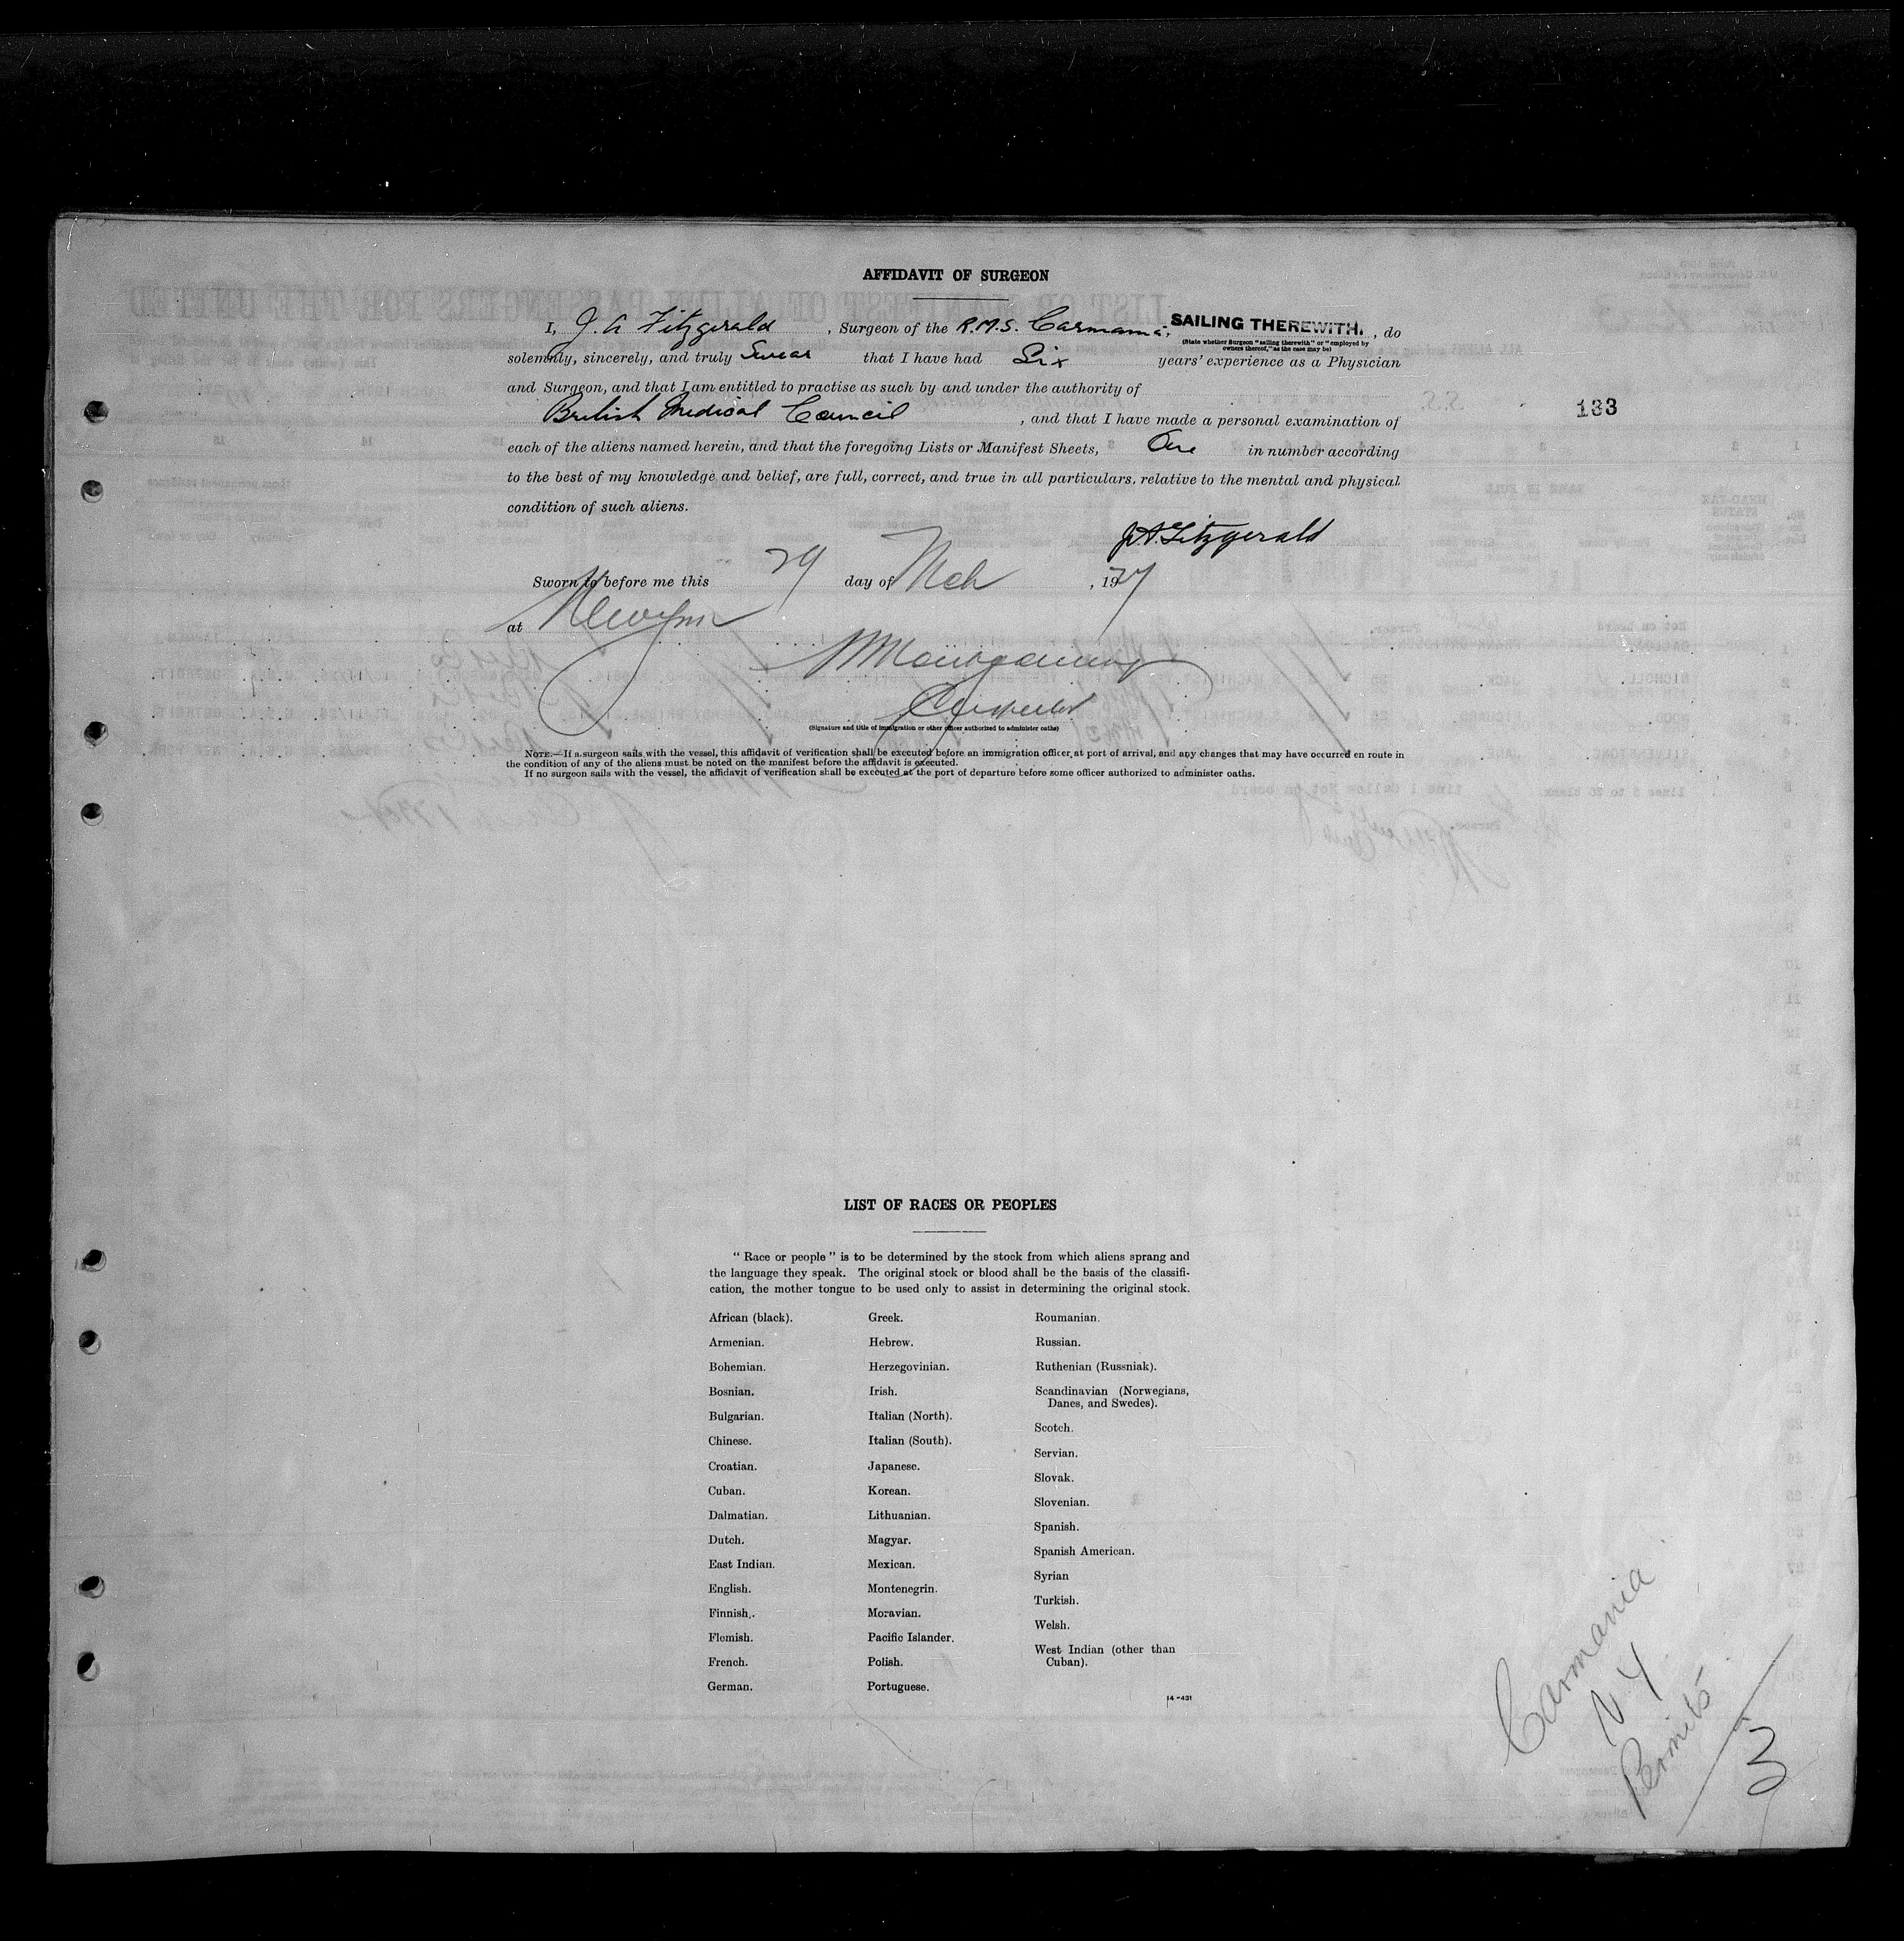 AFFIDAVIT OF SURGEON
I, J. A Fitzgerald, Surgeon of the R.M.S. Carmania, SAILING THEREWITH., do
(State whether Surgeon "sailing therewith" or "employed by
owners thereof," as the case may be)
solemnly, sincerely, and truly Swear that I have had Six years' experience as a Physician
and Surgeon, and that I am entitled to practise as such by and under the authority of
British Medical Council, and that I have made a personal examination of
133
each of the aliens named herein, and that the foregoing Lists or Manifest Sheets, One in number according
to the best of my knowledge and belief, are full, correct, and true in all particulars, relative to the mental and physical
condition of such aliens.
J A. Fitzgerald
Sworn to before me this 29 day of Mch, 1927
at New York
Montgomery
Inspector
(Signature and title of immigration or other officer authorized to administer oaths)
NOTE.—If a surgeon sails with the vessel, this affidavit of verification shall be executed before an immigration officer at port of arrival, and any changes that may have occurred en route in
the condition of any of the aliens must be noted on the manifest before the affidavit is executed.
If no surgeon sails with the vessel, the affidavit of verification shall be executed at the port of departure before some officer authorized to administer oaths.
LIST OF RACES OR PEOPLES
"Race or people" is to be determined by the stock from which aliens sprang and
the language they speak. The original stock or blood shall be the basis of the classifi-
cation, the mother tongue to be used only to assist in determining the original stock.
African (black).
Armenian.
Bohemian.
Bosnian.
Bulgarian.
Chinese.
Croatian.
Cuban.
Dalmatian.
Dutch.
East Indian.
English.
Finnish.
Flemish.
French.
German.
Greek.
Hebrew.
Herzegovinian.
Irish.
Italian (North).
Italian (South).
Japanese.
Korean.
Lithuanian.
Magyar.
Mexican.
Montenegrin.
Moravian.
Pacific Islander.
Polish.
Portuguese.
Roumanian.
Russian.
Ruthenian (Russniak).
Scandinavian (Norwegians,
Danes, and Swedes).
Scotch.
Servian.
Slovak.
Slovenian.
Spanish.
Spanish American.
Syrian
Turkish.
Welsh.
West Indian (other than
Cuban).
14-431
Carmania
N Y
Permits
3